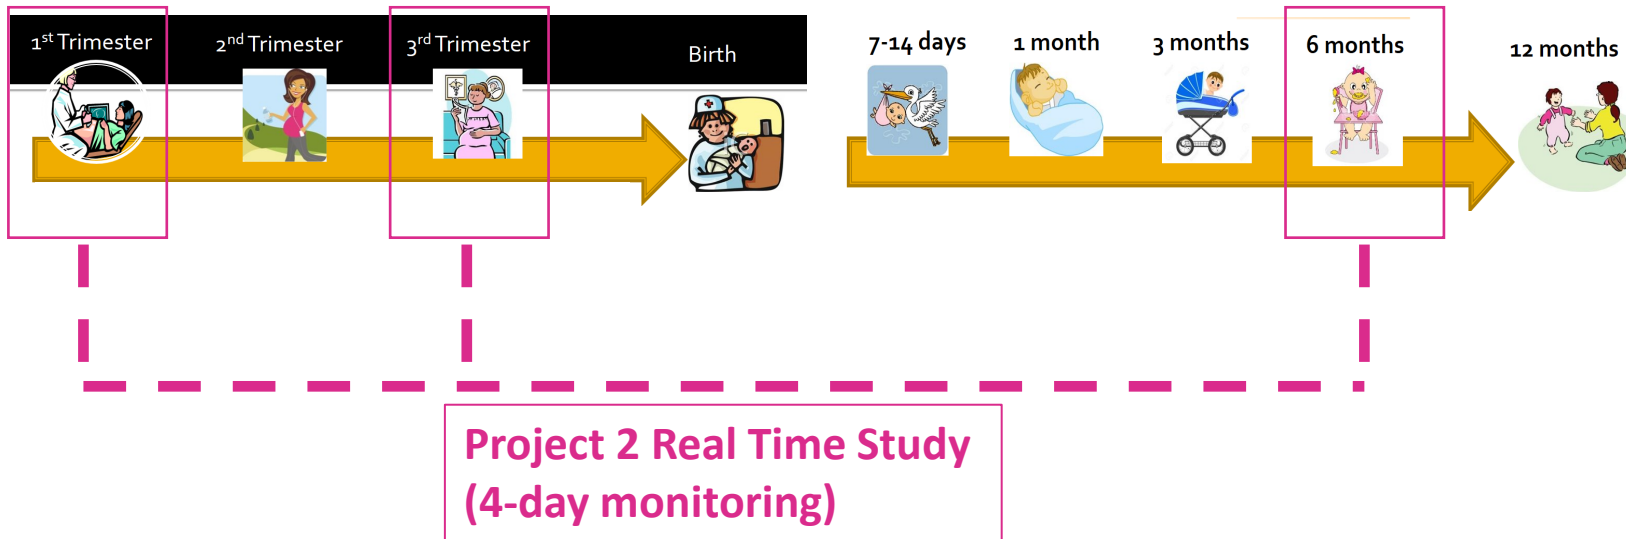 1st Trimester
2nd Trimester
3rd Trimester
Birth
7-14 days
1 month
3 months
6 months
12 months
Project 2 Real Time Study
(4-day monitoring)